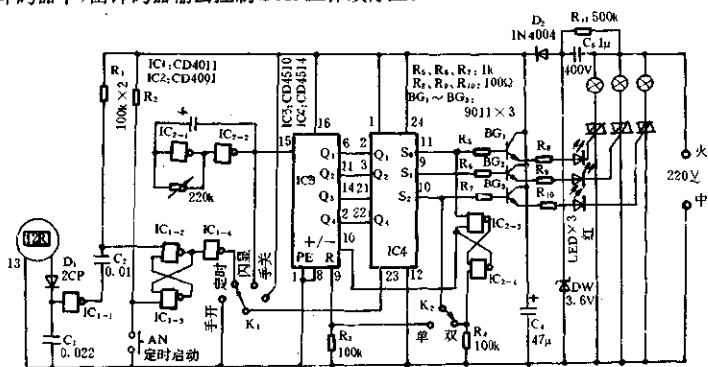 D₂
1N4004
R₁₁ 500k
C₅ 1μ
400V
R₁
100k×2
R₂
IC1:CD4011
IC2:CD4001
IC3:CD4510
IC4:CD4514
R₅、R₆、R₇:1k
R₈、R₉、R₁₀:100Ω
BG₁～BG₃:
9011×3
16
1
24
IC₂₋₁
IC₂₋₂
220k
15
6
2
11
3
14
21
2
22
10
Q₁
Q₂
Q₃
Q₄
IC3
+/-
PE
R
1
8
9
Q₁
Q₂
Q₄
IC4
23
12
S₀
S₁
S₂
11
9
10
R₅
R₆
R₇
BG₁
BG₂
BG₃
R₈
R₉
R₁₀
LED×3
红
火
220V
中
12R
13
D₁
2CP
C₁
0.022
IC₁₋₁
C₂
0.01
IC₁₋₂
IC₁₋₃
IC₁₋₄
AN
定时启动
手开
定时
闪显
手关
K₁
R₃
100k
单
双
K₂
R₄
100k
IC₂₋₃
IC₂₋₄
C₄
47μ
DW
3.6V